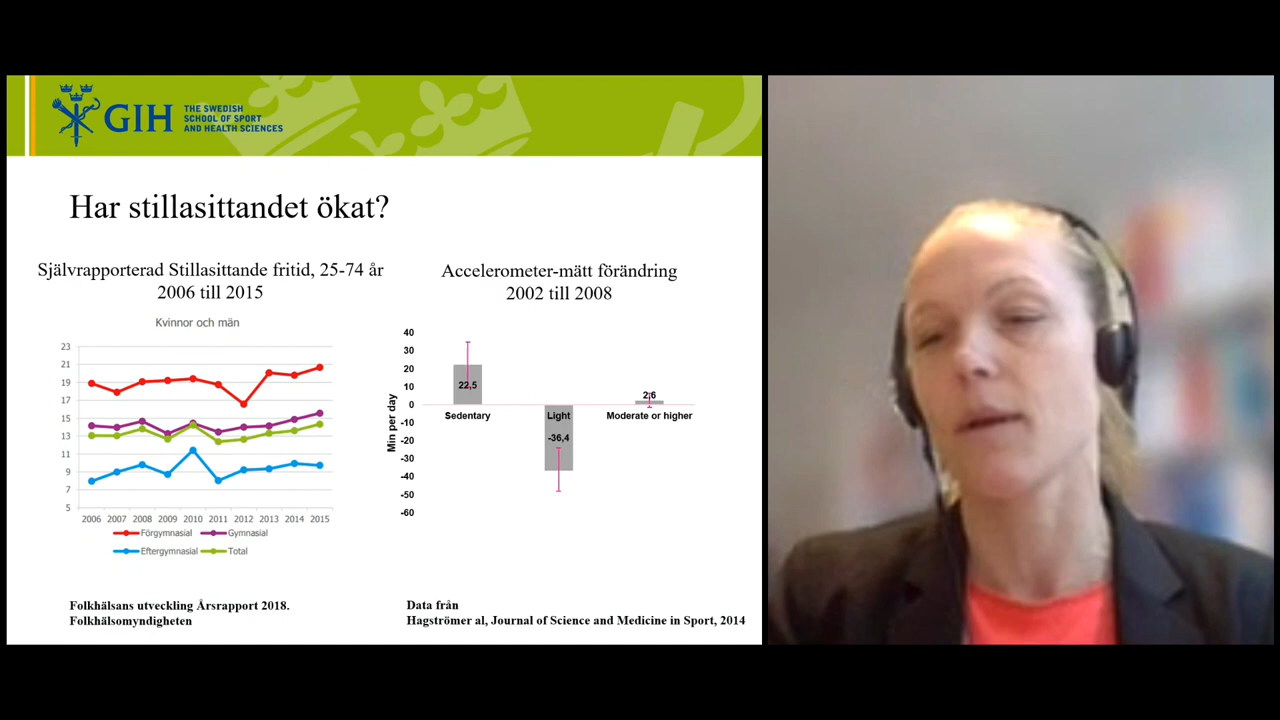 GIH
THE SWEDISH
SCHOOL OF SPORT
AND HEALTH SCIENCES
Har stillasittandet ökat?
Självrapporterad Stillasittande fritid, 25-74 år
2006 till 2015
Kvinnor och män
23
21
19
17
15
13
11
9
7
5
2006 2007 2008 2009 2010 2011 2012 2013 2014 2015
Förgymnasial Gymnasial
Eftergymnasial Total
Folkhälsans utveckling Årsrapport 2018.
Folkhälsomyndigheten
Accelerometer-mätt förändring
2002 till 2008
Min per day
40
30
20
10
0
-10
-20
-30
-40
-50
-60
22,5
2,6
Sedentary Light Moderate or higher
-36,4
Data från
Hagströmer al, Journal of Science and Medicine in Sport, 2014